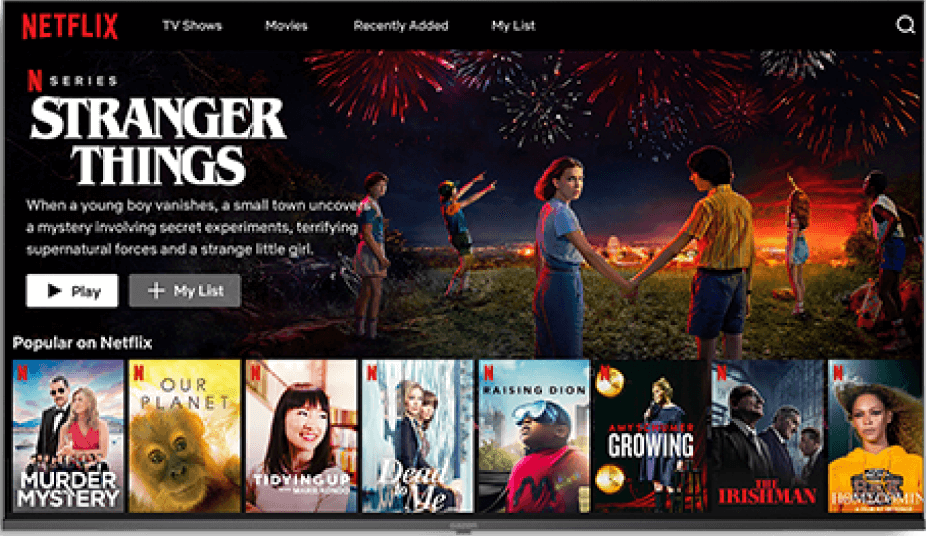 NETFLIX
TV Shows
Movies
Recently Added
My List
N SERIES
STRANGER
THINGS
When a young boy vanishes, a small town uncovers
a mystery involving secret experiments, terrifying
supernatural forces and a strange little girl.
Play
My List
Popular on Netflix
N
MURDER
MYSTERY
N
OUR
PLANET
N
TIDYING UP
WITH MARIE KONDO
N
Dead
to Me
N
RAISING DION
N
AMY SCHUMER
GROWING
N
THE
IRISHMAN
N
HOMECOMIN